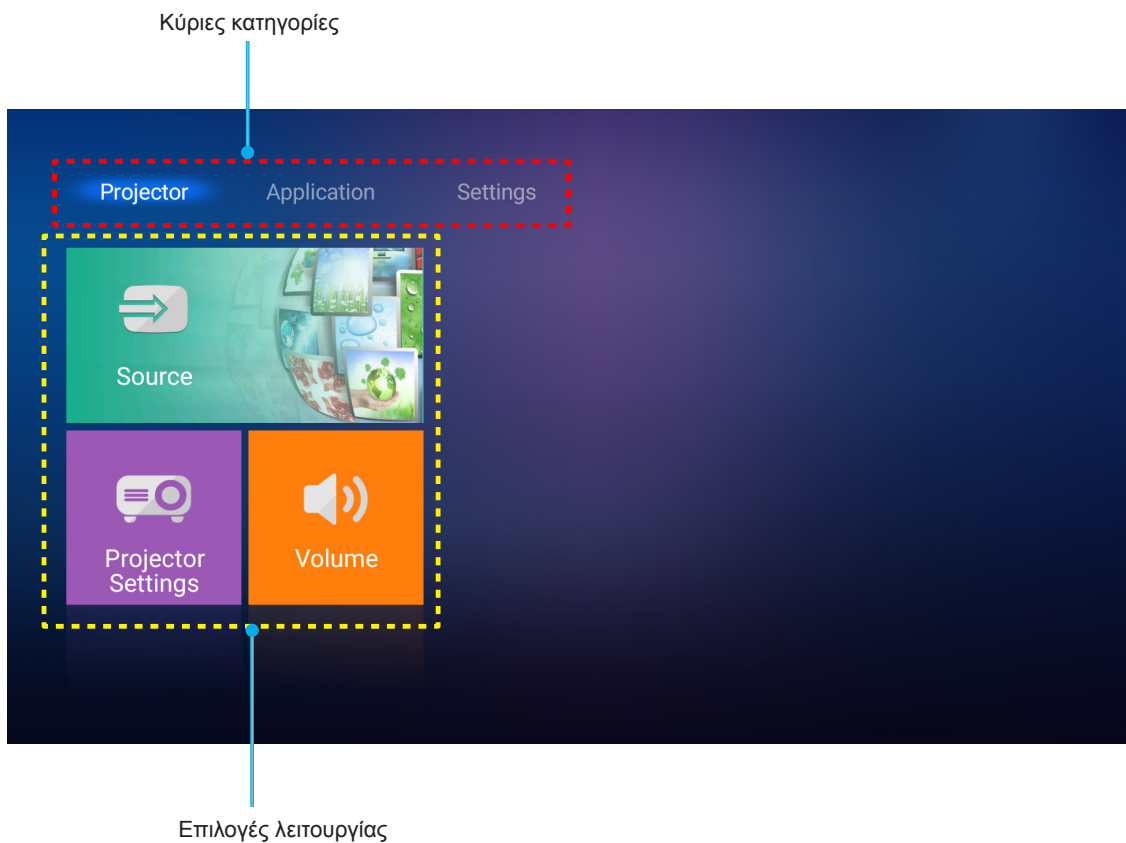 Κύριες κατηγορίες
Projector Application Settings
Source
Projector
Settings
Volume
Επιλογές λειτουργίας